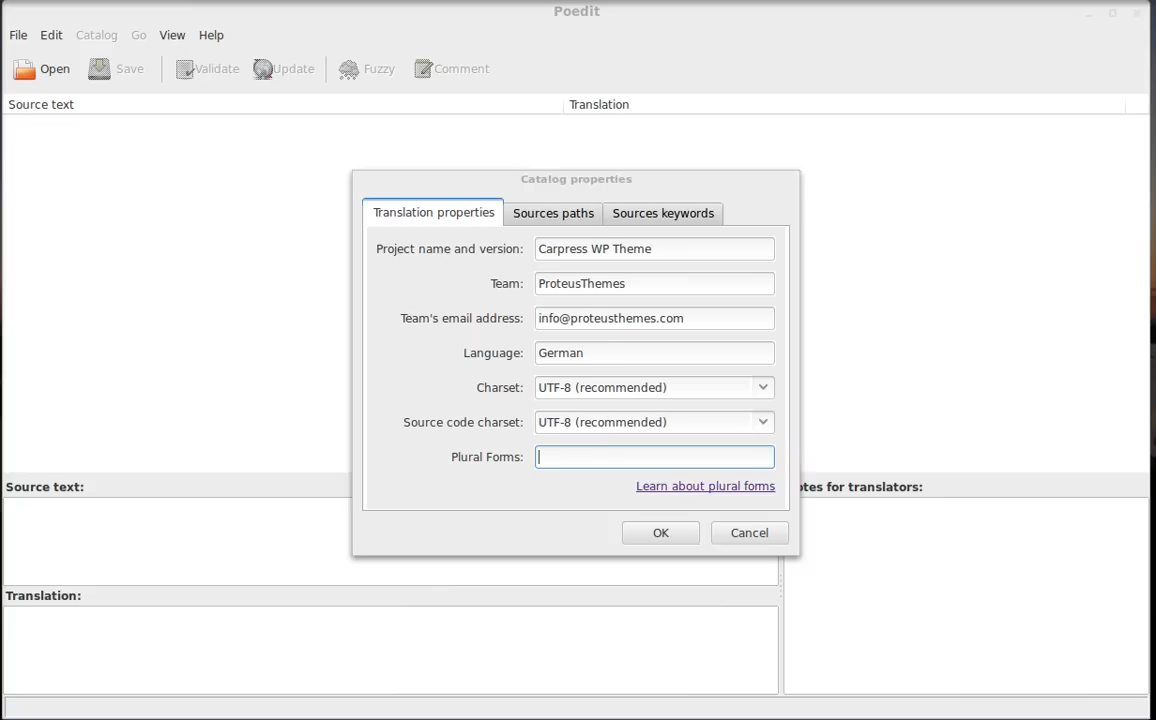 Poedit
File Edit Catalog Go View Help
Open Save Validate Update Fuzzy Comment
Source text Translation
Catalog properties
Translation properties Sources paths Sources keywords
Project name and version: Carpress WP Theme
Team: ProteusThemes
Team's email address: info@proteusthemes.com
Language: German
Charset: UTF-8 (recommended)
Source code charset: UTF-8 (recommended)
Plural Forms:
Learn about plural forms
Source text: otes for translators:
OK Cancel
Translation: